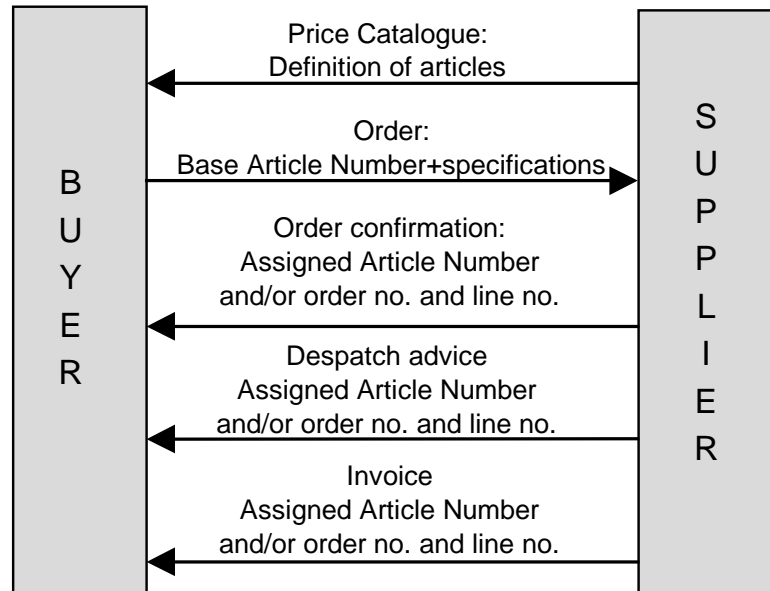 BUYER
Price Catalogue:
Definition of articles
Order:
Base Article Number+specifications
Order confirmation:
Assigned Article Number
and/or order no. and line no.
Despatch advice
Assigned Article Number
and/or order no. and line no.
Invoice
Assigned Article Number
and/or order no. and line no.
SUPPLIER